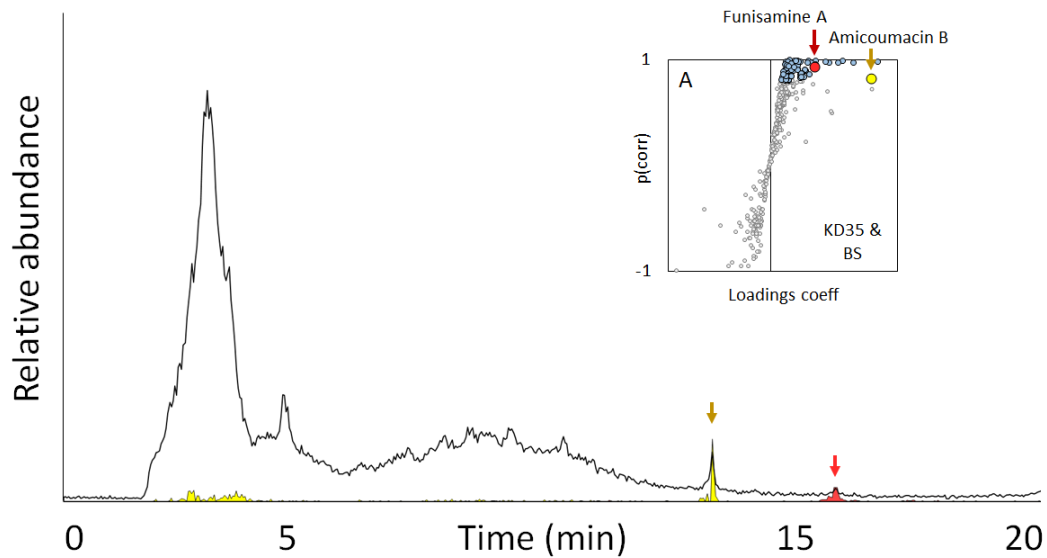 Funisamine A
Amicoumacin B
1
A
p(corr)
KD35 &
BS
-1
Loadings coeff
Relative abundance
0
5
Time (min)
15
20